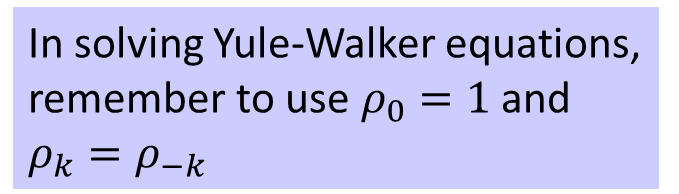 In solving Yule-Walker equations,
remember to use ρ₀ = 1 and
ρₖ = ρ₋ₖ